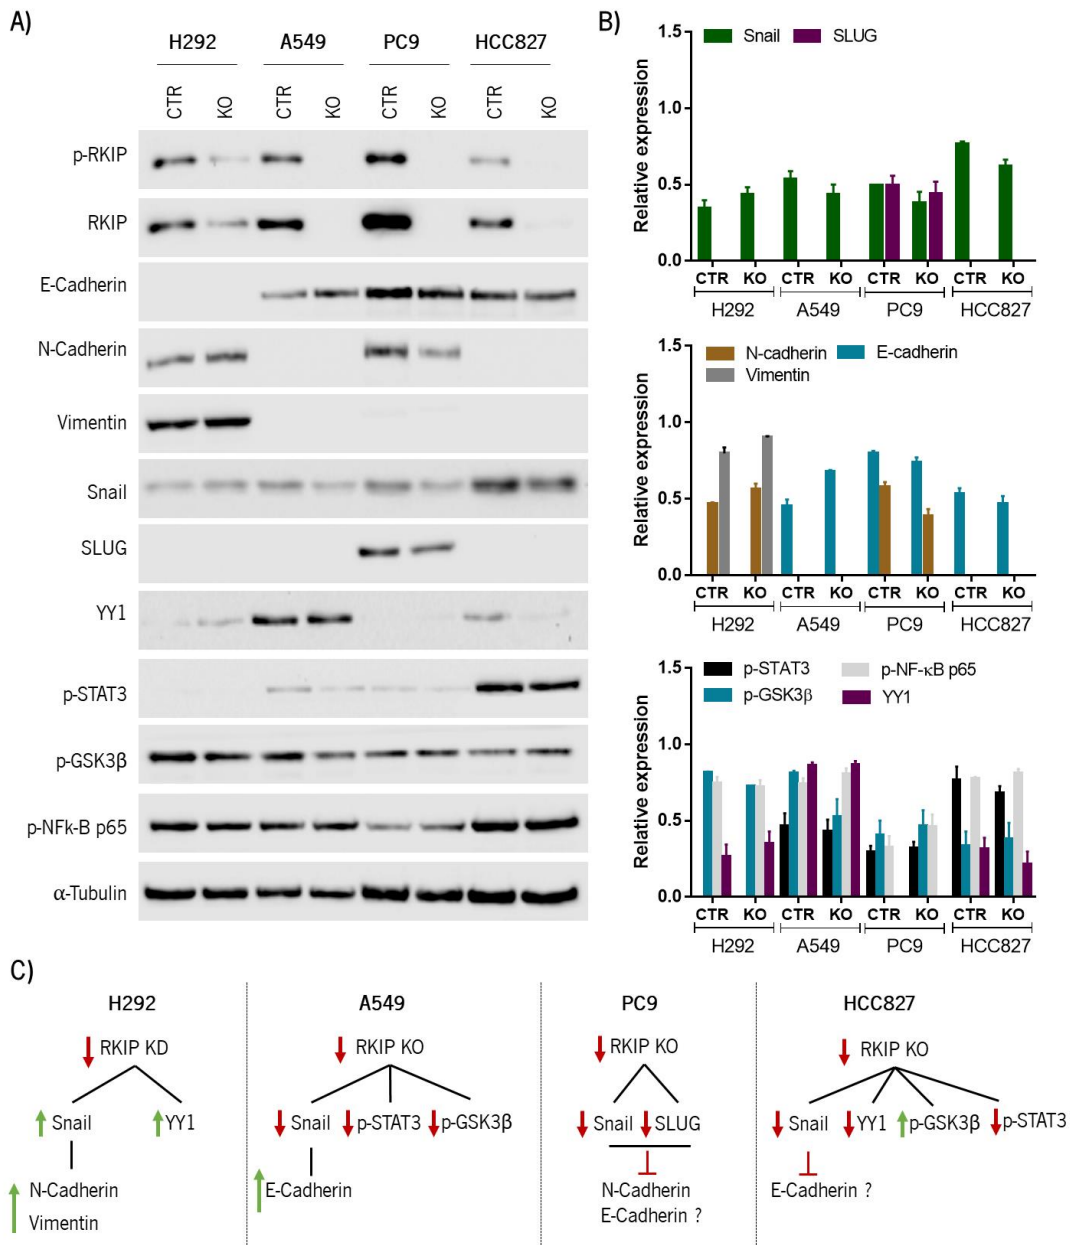 A)
H292 A549 PC9 HCC827
CTR KO CTR KO CTR KO CTR KO
p-RKIP
RKIP
E-Cadherin
N-Cadherin
Vimentin
Snail
SLUG
YY1
p-STAT3
p-GSK3β
p-NFk-B p65
α-Tubulin
B)
Snail SLUG
Relative expression
1.5
1.0
0.5
0.0
CTR KO CTR KO CTR KO CTR KO
H292 A549 PC9 HCC827
N-cadherin E-cadherin
Vimentin
Relative expression
1.5
1.0
0.5
0.0
CTR KO CTR KO CTR KO CTR KO
H292 A549 PC9 HCC827
p-STAT3 p-NF-κB p65
p-GSK3β YY1
Relative expression
1.5
1.0
0.5
0.0
CTR KO CTR KO CTR KO CTR KO
H292 A549 PC9 HCC827
C)
H292
RKIP KD
Snail YY1
N-Cadherin
Vimentin
A549
RKIP KO
Snail p-STAT3 p-GSK3β
E-Cadherin
PC9
RKIP KO
Snail SLUG
N-Cadherin
E-Cadherin ?
HCC827
RKIP KO
Snail YY1 p-GSK3β p-STAT3
E-Cadherin ?